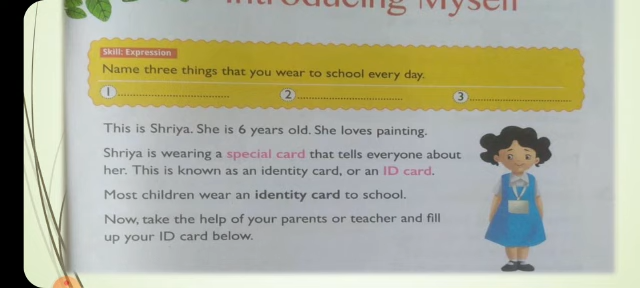 Introducing Myself
Skill: Expression
Name three things that you wear to school every day.
1 ................................ 2 ................................ 3 ................................
This is Shriya. She is 6 years old. She loves painting.
Shriya is wearing a special card that tells everyone about
her. This is known as an identity card, or an ID card.
Most children wear an identity card to school.
Now, take the help of your parents or teacher and fill
up your ID card below.